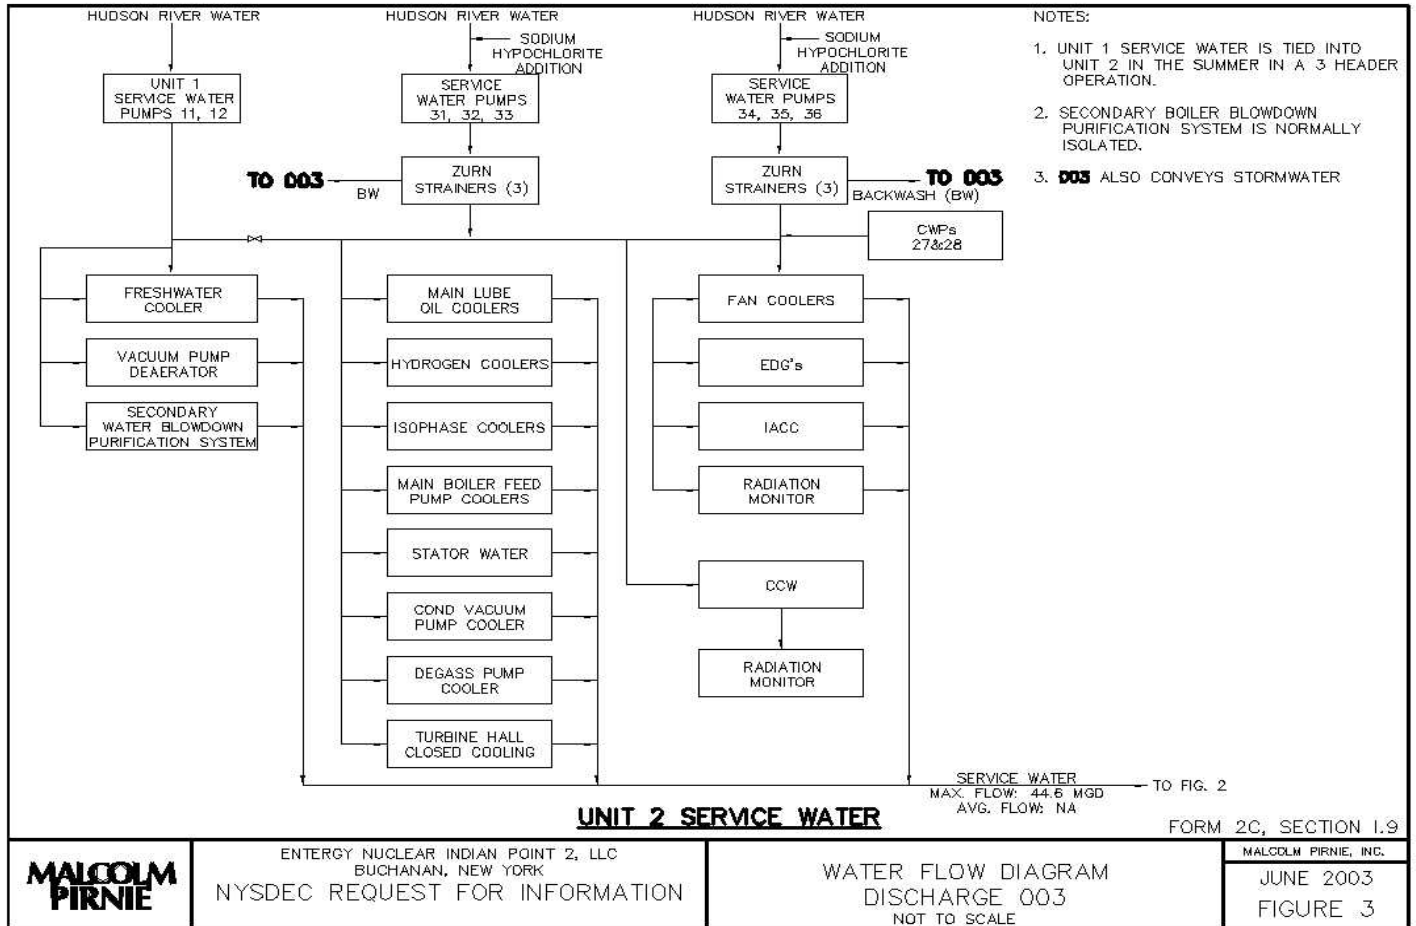 HUDSON RIVER WATER
HUDSON RIVER WATER
SODIUM
HYPOCHLORITE
ADDITION
HUDSON RIVER WATER
SODIUM
HYPOCHLORITE
ADDITION
UNIT 1
SERVICE WATER
PUMPS 11, 12
SERVICE
WATER PUMPS
31, 32, 33
SERVICE
WATER PUMPS
34, 35, 36
TO 003
BW
ZURN
STRAINERS (3)
ZURN
STRAINERS (3)
TO 003
BACKWASH (BW)
CWPs
27&28
FRESHWATER
COOLER
VACUUM PUMP
DEAERATOR
SECONDARY
WATER BLOWDOWN
PURIFICATION SYSTEM
MAIN LUBE
OIL COOLERS
HYDROGEN COOLERS
ISOPHASE COOLERS
MAIN BOILER FEED
PUMP COOLERS
STATOR WATER
COND VACUUM
PUMP COOLER
DEGASS PUMP
COOLER
TURBINE HALL
CLOSED COOLING
FAN COOLERS
EDG's
IACC
RADIATION
MONITOR
CCW
RADIATION
MONITOR
NOTES:
1. UNIT 1 SERVICE WATER IS TIED INTO
UNIT 2 IN THE SUMMER IN A 3 HEADER
OPERATION.
2. SECONDARY BOILER BLOWDOWN
PURIFICATION SYSTEM IS NORMALLY
ISOLATED.
3. 003 ALSO CONVEYS STORMWATER
SERVICE WATER
MAX. FLOW: 44.6 MGD
AVG. FLOW: NA
TO FIG. 2
UNIT 2 SERVICE WATER
FORM 2C, SECTION I.9
MALCOLM
PIRNIE
ENTERGY NUCLEAR INDIAN POINT 2, LLC
BUCHANAN, NEW YORK
NYSDEC REQUEST FOR INFORMATION
WATER FLOW DIAGRAM
DISCHARGE 003
NOT TO SCALE
MALCOLM PIRNIE, INC.
JUNE 2003
FIGURE 3